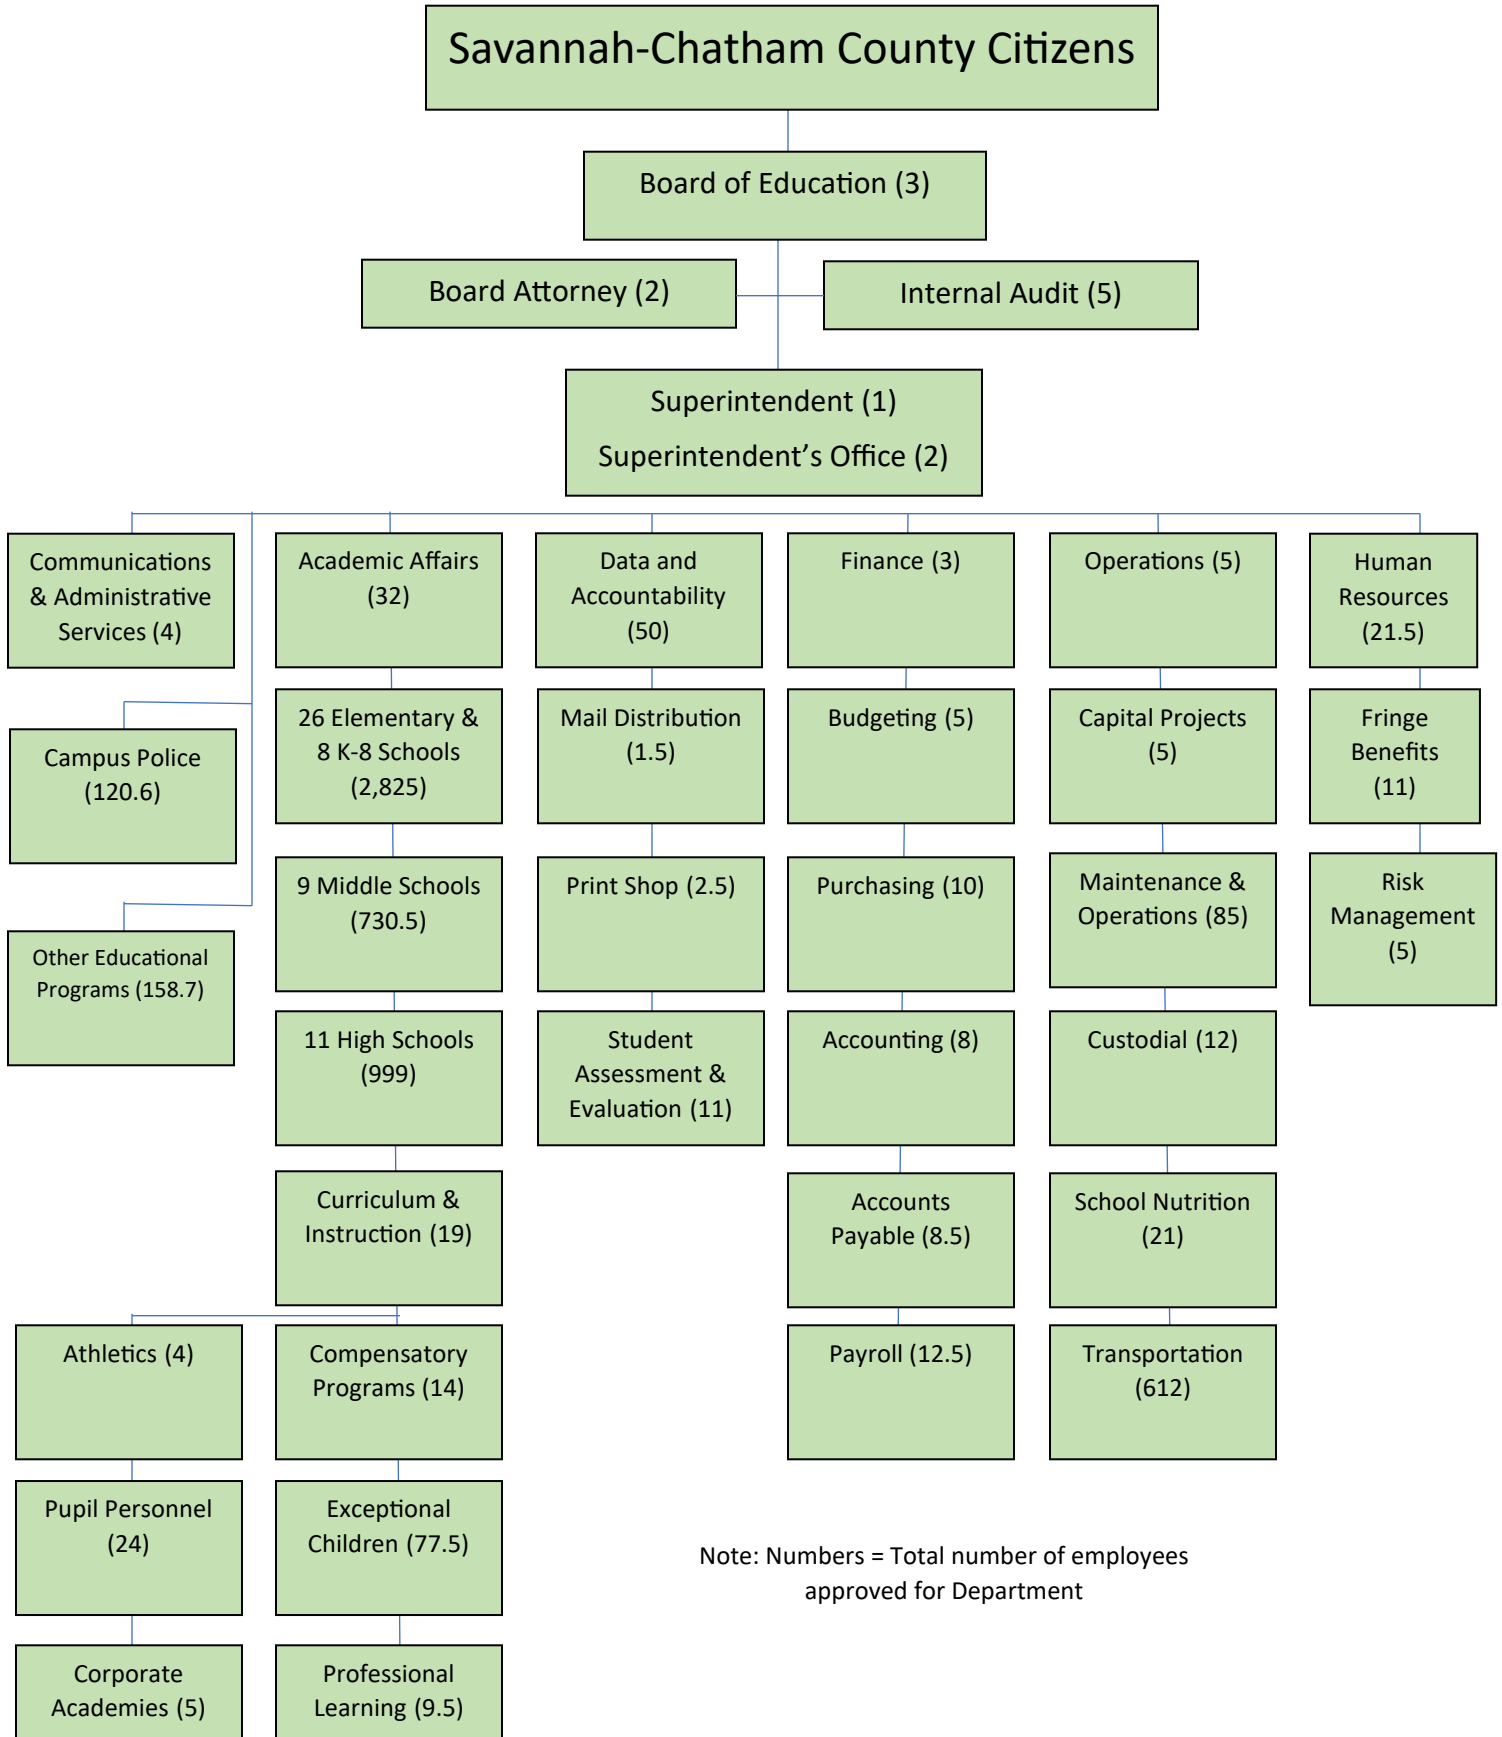 Savannah-Chatham County Citizens
Board of Education (3)
Board Attorney (2)
Internal Audit (5)
Superintendent (1)
Superintendent’s Office (2)
Communications
& Administrative
Services (4)
Campus Police
(120.6)
Other Educational
Programs (158.7)
Academic Affairs
(32)
26 Elementary &
8 K-8 Schools
(2,825)
9 Middle Schools
(730.5)
11 High Schools
(999)
Curriculum &
Instruction (19)
Athletics (4)
Pupil Personnel
(24)
Corporate
Academies (5)
Compensatory
Programs (14)
Exceptional
Children (77.5)
Professional
Learning (9.5)
Data and
Accountability
(50)
Mail Distribution
(1.5)
Print Shop (2.5)
Student
Assessment &
Evaluation (11)
Finance (3)
Budgeting (5)
Purchasing (10)
Accounting (8)
Accounts
Payable (8.5)
Payroll (12.5)
Operations (5)
Capital Projects
(5)
Maintenance &
Operations (85)
Custodial (12)
School Nutrition
(21)
Transportation
(612)
Human
Resources
(21.5)
Fringe
Benefits
(11)
Risk
Management
(5)
Note: Numbers = Total number of employees
approved for Department